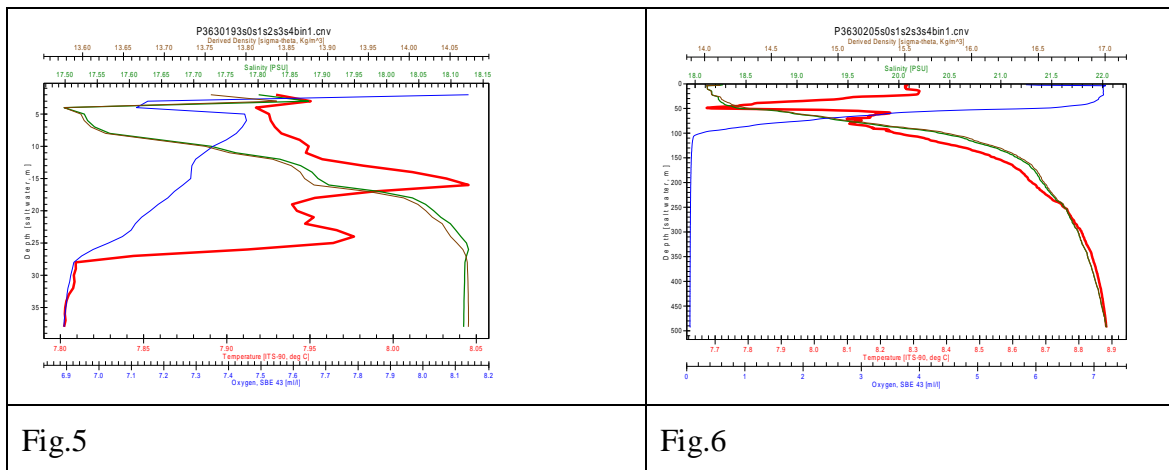 P3630193s0s1s2s3s4bin1.cnv
Derived Density [sigma-theta, Kg/m^3]
13.60 13.65 13.70 13.75 13.80 13.85 13.90 13.95 14.00 14.05
Salinity [PSU]
17.50 17.55 17.60 17.65 17.70 17.75 17.80 17.85 17.90 17.95 18.00 18.05 18.10 18.15
Depth [saltwater, m]
5
10
15
20
25
30
35
7.80 7.85 7.90 7.95 8.00 8.05
Temperature [ITS-90, deg C]
Oxygen, SBE 43 [ml/l]
6.9 7.0 7.1 7.2 7.3 7.4 7.5 7.6 7.7 7.8 7.9 8.0 8.1 8.2
Fig.5
P3630205s0s1s2s3s4bin1.cnv
Derived Density [sigma-theta, Kg/m^3]
14.0 14.5 15.0 15.5 16.0 16.5 17.0
Salinity [PSU]
18.0 18.5 19.0 19.5 20.0 20.5 21.0 21.5 22.0
Depth [saltwater, m]
0
50
100
150
200
250
300
350
400
450
500
7.7 7.8 7.9 8.0 8.1 8.2 8.3 8.4 8.5 8.6 8.7 8.8 8.9
Temperature [ITS-90, deg C]
Oxygen, SBE 43 [ml/l]
0 1 2 3 4 5 6 7
Fig.6